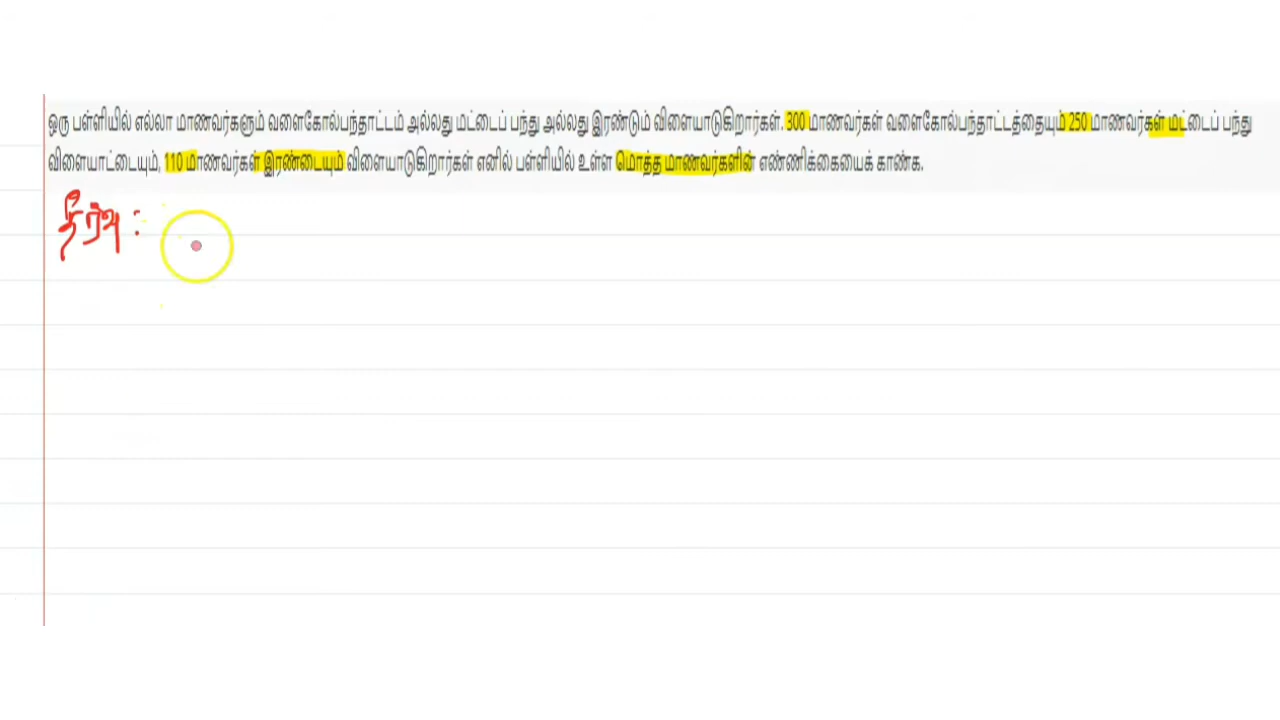 ஒரு பள்ளியில் எல்லா மாணவர்களும் வளைகோல்பந்தாட்டம் அல்லது மட்டைப் பந்து அல்லது இரண்டும் விளையாடுகிறார்கள். 300 மாணவர்கள் வளைகோல்பந்தாட்டத்தையும் 250 மாணவர்கள் மட்டைப் பந்து
விளையாட்டையும், 110 மாணவர்கள் இரண்டையும் விளையாடுகிறார்கள் எனில் பள்ளியில் உள்ள மொத்த மாணவர்களின் எண்ணிக்கையைக் காண்க.
தீர்வு :